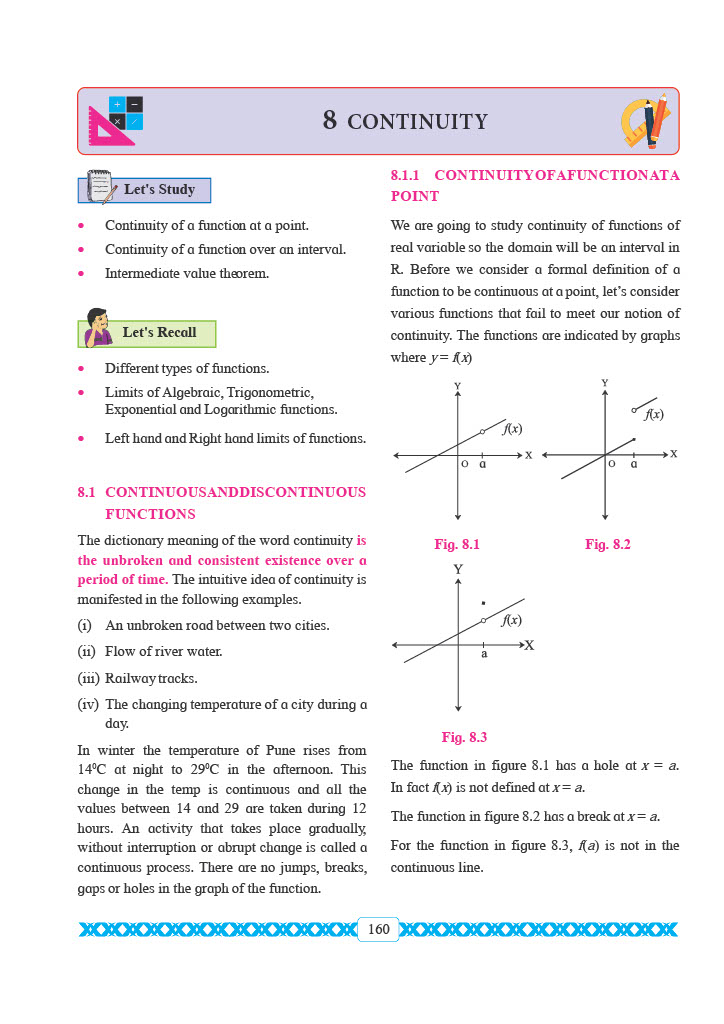 8 CONTINUITY
Let's Study
• Continuity of a function at a point.
• Continuity of a function over an interval.
• Intermediate value theorem.
Let's Recall
• Different types of functions.
• Limits of Algebraic, Trigonometric,
Exponential and Logarithmic functions.
• Left hand and Right hand limits of functions.
8.1 CONTINUOUS AND DISCONTINUOUS
FUNCTIONS
The dictionary meaning of the word continuity is
the unbroken and consistent existence over a
period of time. The intuitive idea of continuity is
manifested in the following examples.
(i) An unbroken road between two cities.
(ii) Flow of river water.
(iii) Railway tracks.
(iv) The changing temperature of a city during a
day.
In winter the temperature of Pune rises from
14⁰C at night to 29⁰C in the afternoon. This
change in the temp is continuous and all the
values between 14 and 29 are taken during 12
hours. An activity that takes place gradually,
without interruption or abrupt change is called a
continuous process. There are no jumps, breaks,
gaps or holes in the graph of the function.
8.1.1 CONTINUITY OF A FUNCTION AT A
POINT
We are going to study continuity of functions of
real variable so the domain will be an interval in
R. Before we consider a formal definition of a
function to be continuous at a point, let's consider
various functions that fail to meet our notion of
continuity. The functions are indicated by graphs
where y = f(x)
Y
f(x)
X
O a
Fig. 8.1
Y
f(x)
X
O a
Fig. 8.2
Y
f(x)
X
a
Fig. 8.3
The function in figure 8.1 has a hole at x = a.
In fact f(x) is not defined at x = a.
The function in figure 8.2 has a break at x = a.
For the function in figure 8.3, f(a) is not in the
continuous line.
160